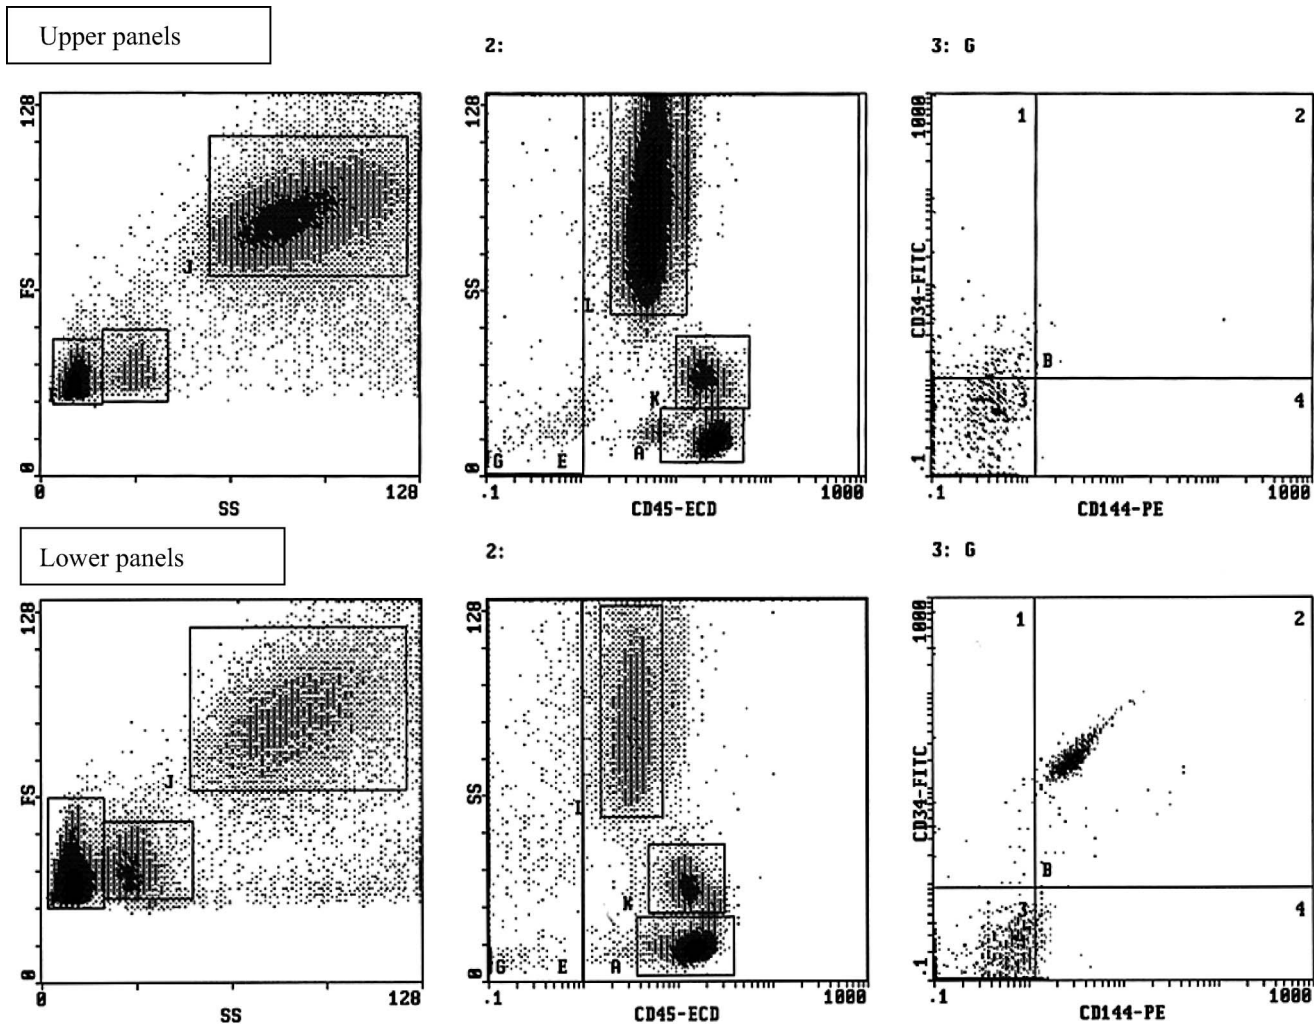 Upper panels
2:
3: G
128
FS
0
J
0
128
SS
SS
L
K
A
G
E
.1
1000
CD45-ECD
1000
CD34-FITC
.1
1
2
B
3
4
.1
1000
CD144-PE
Lower panels
2:
3: G
128
FS
0
J
0
128
SS
128
SS
0
K
A
G
E
.1
1000
CD45-ECD
1000
CD34-FITC
.1
1
2
B
3
4
.1
1000
CD144-PE